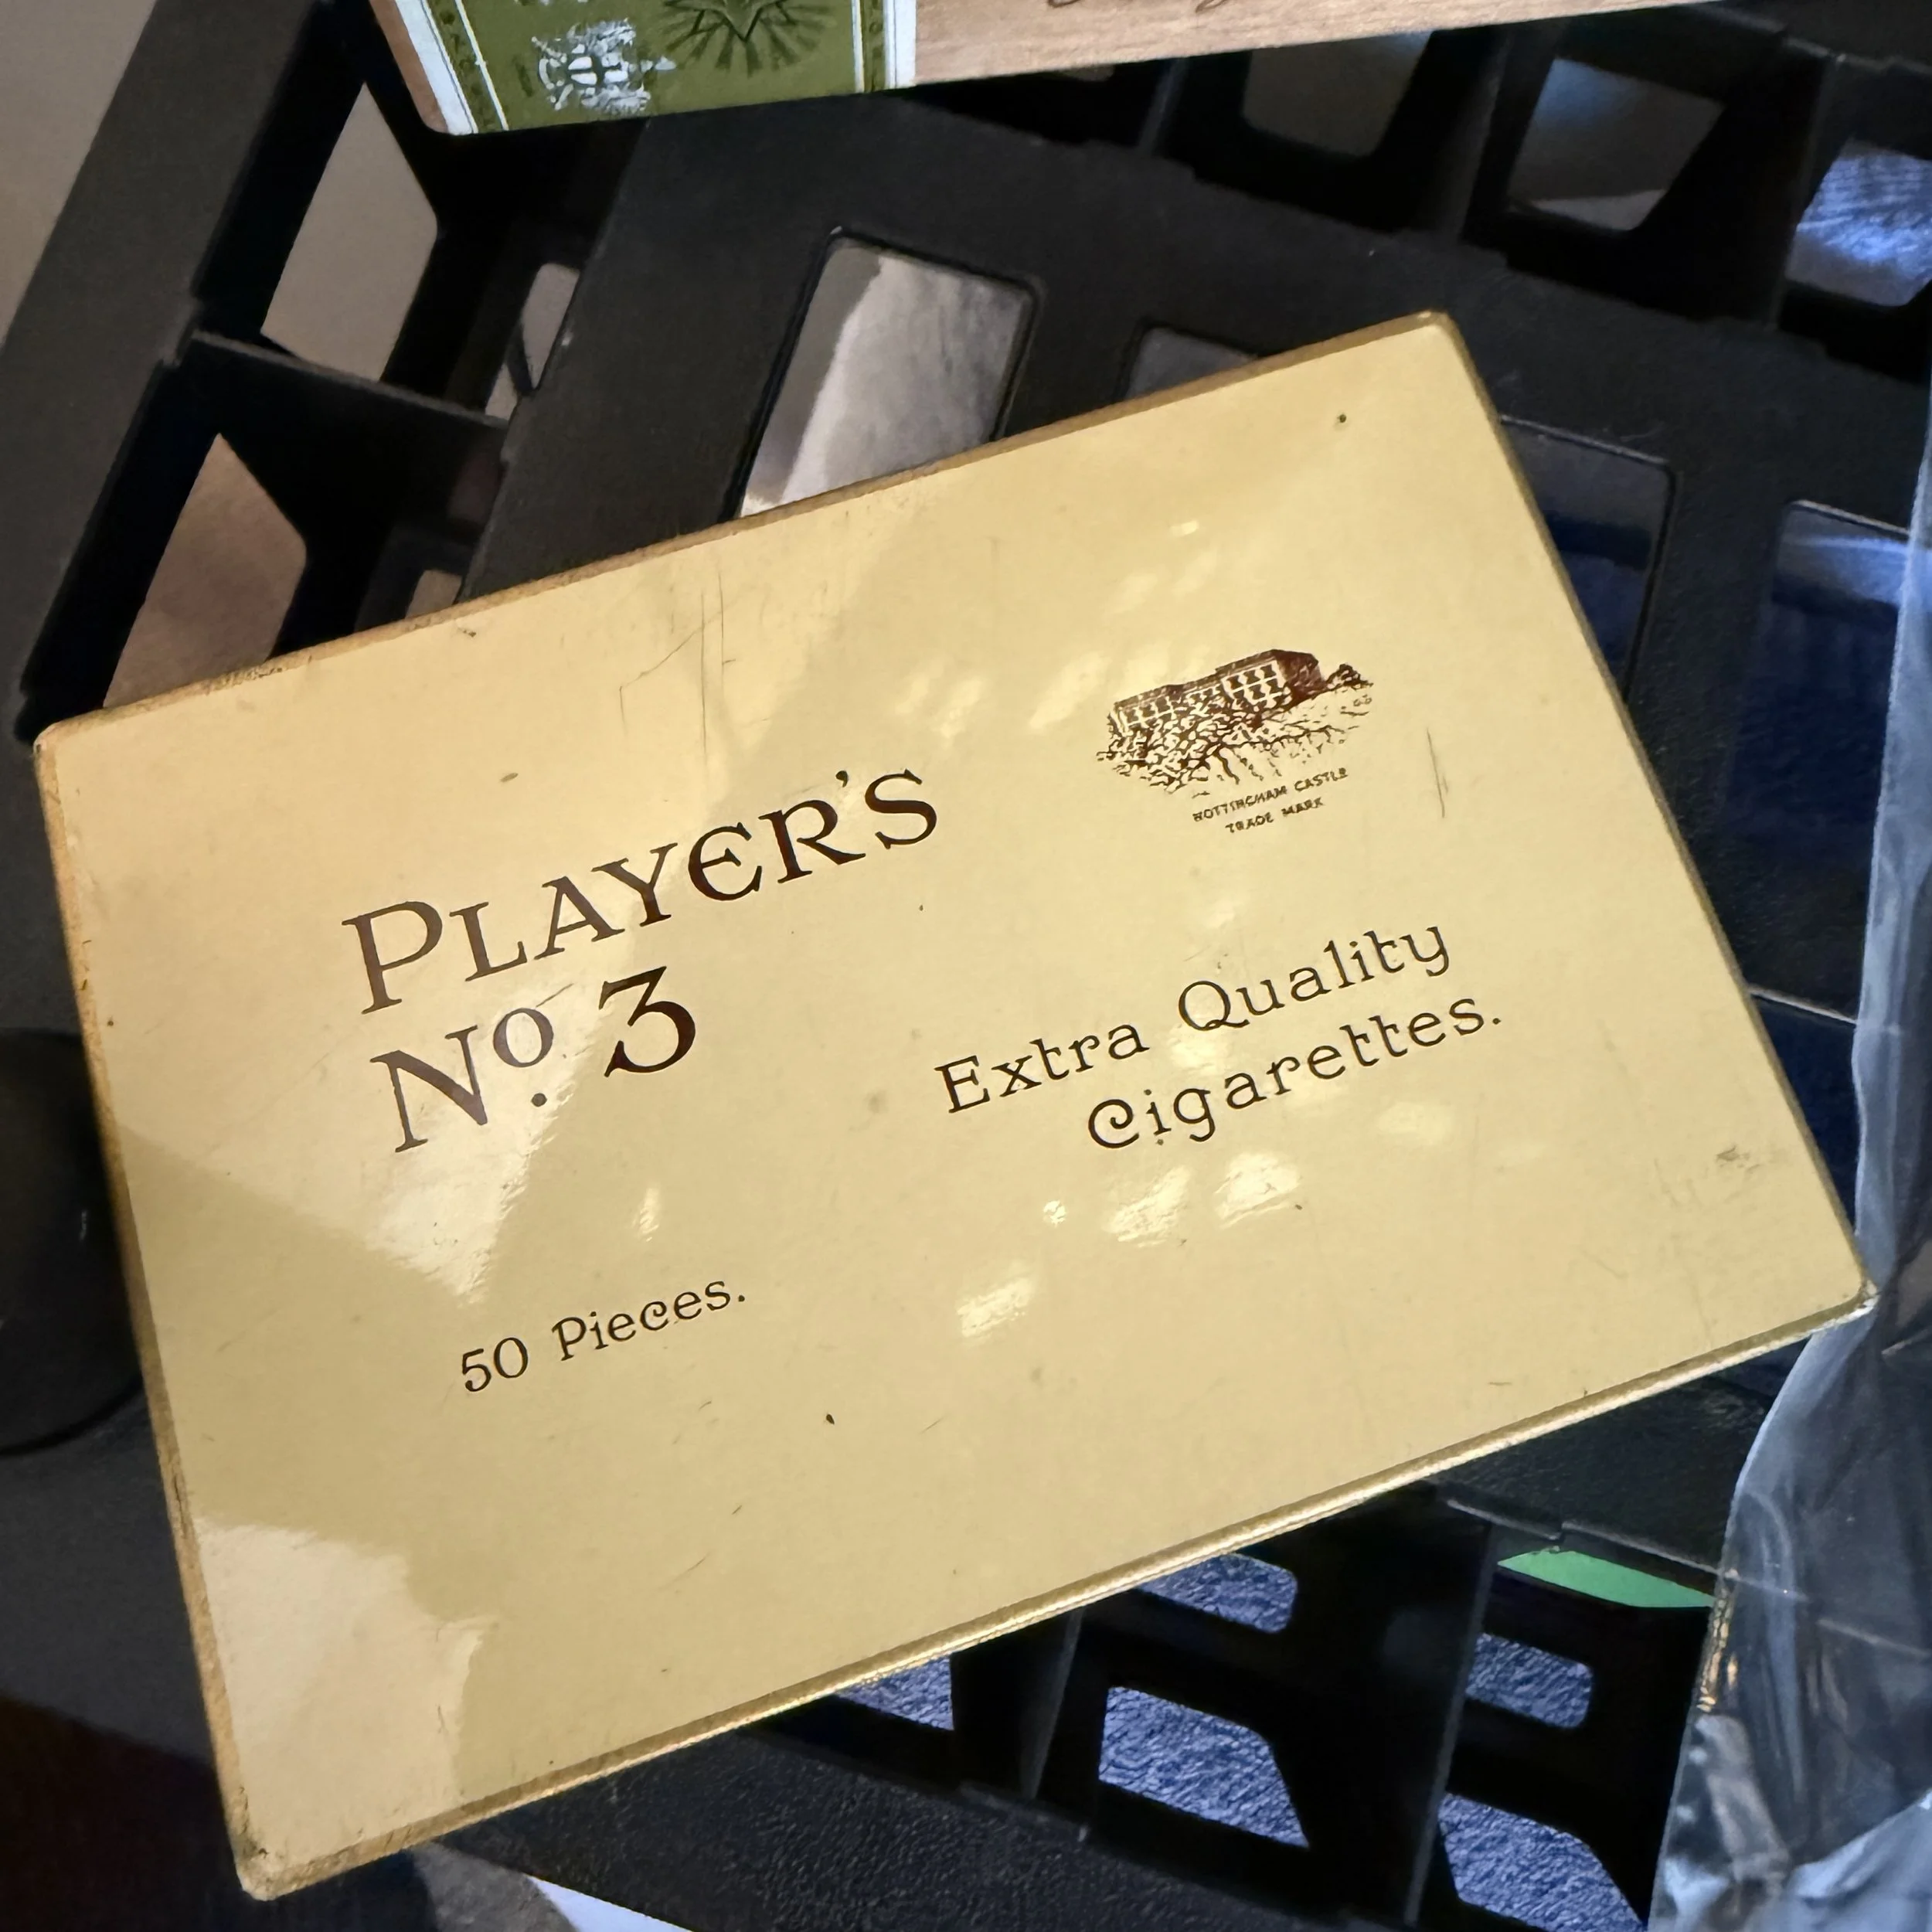 PLAYER'S
No. 3
NOTTINGHAM CASTLE
TRADE MARK
Extra Quality
Cigarettes.
50 Pieces.